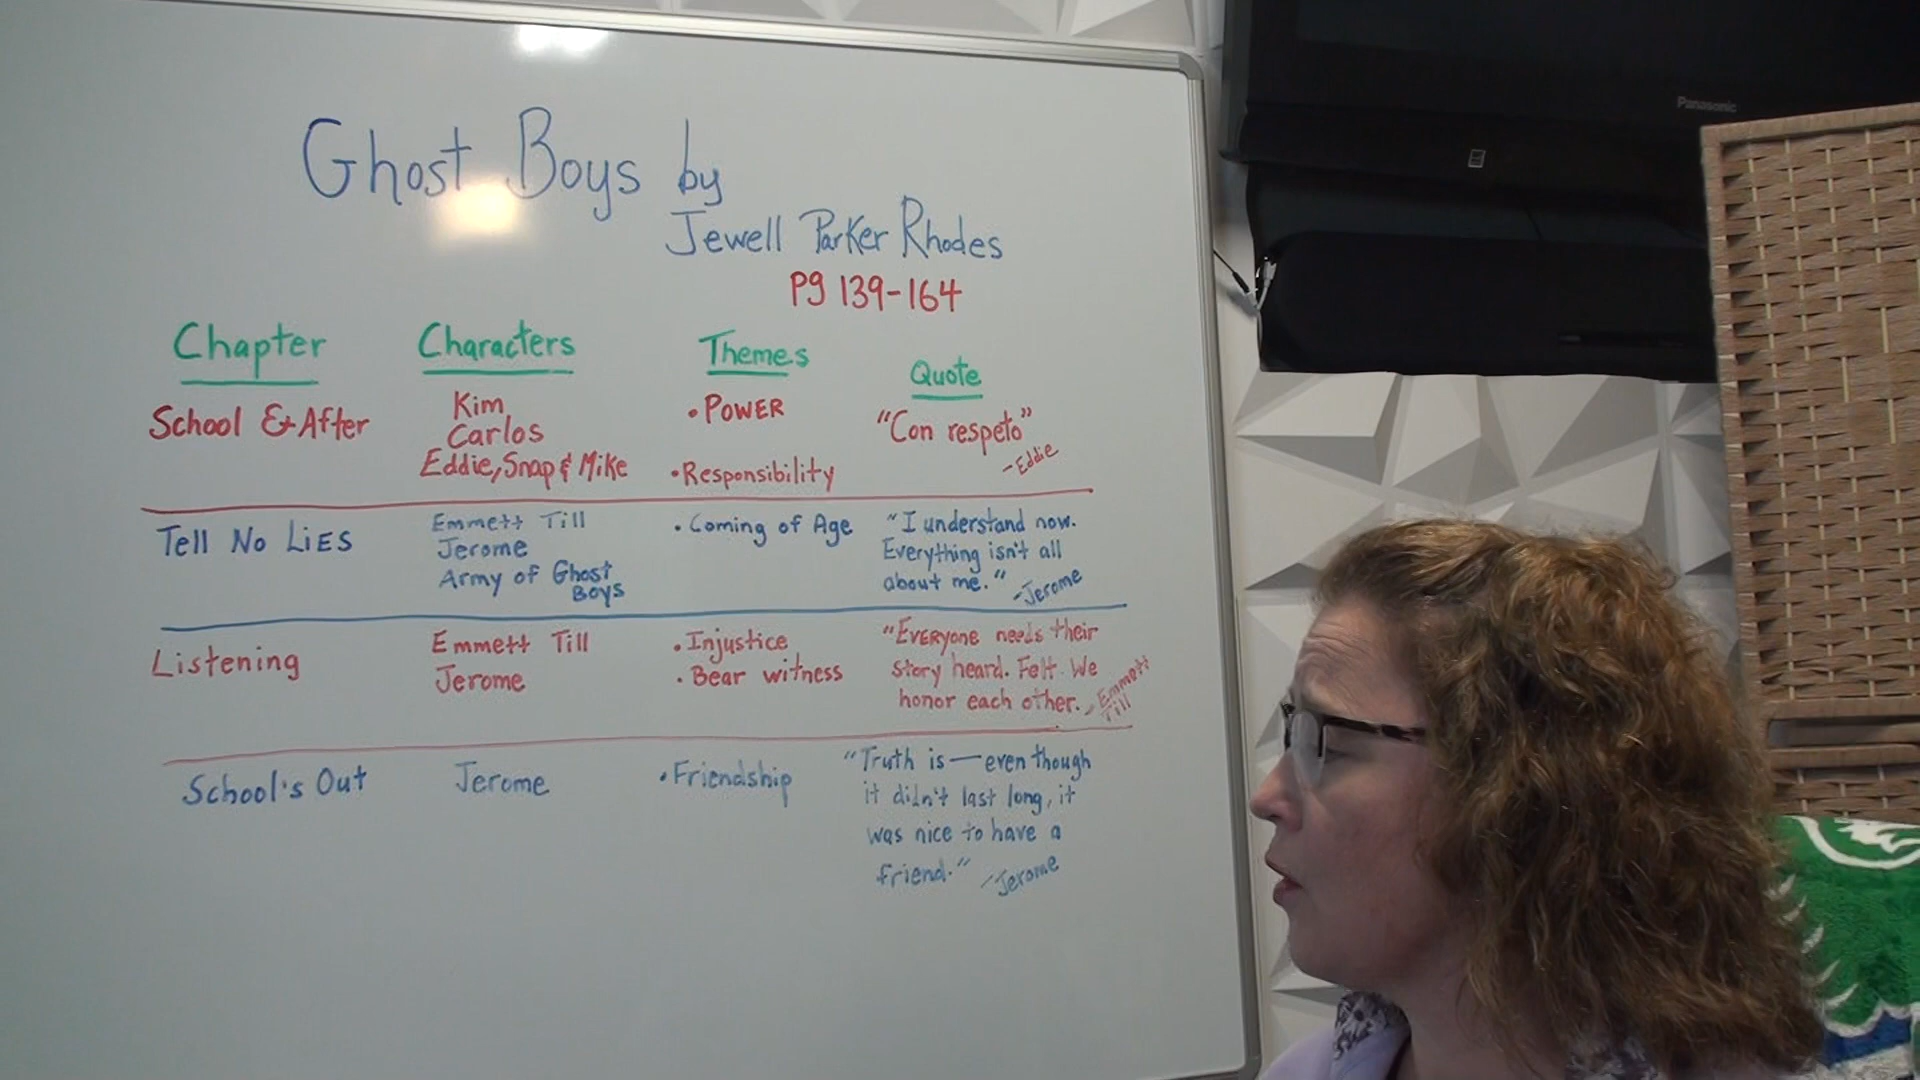 Ghost Boys by
Jewell Parker Rhodes
Pg 139-164
Chapter
Characters
Themes
Quote
School & After
Kim
Carlos
Eddie, Snap & Mike
• POWER
• Responsibility
"Con respeto"
-Eddie
Tell No Lies
Emmett Till
Jerome
Army of Ghost
Boys
• Coming of Age
"I understand now.
Everything isn't all
about me."
-Jerome
Listening
Emmett Till
Jerome
• Injustice
• Bear witness
"Everyone needs their
story heard. Felt. We
honor each other.
-Emmett
Till
School's Out
Jerome
• Friendship
"Truth is—even though
it didn't last long, it
was nice to have a
friend."
-Jerome
Panasonic